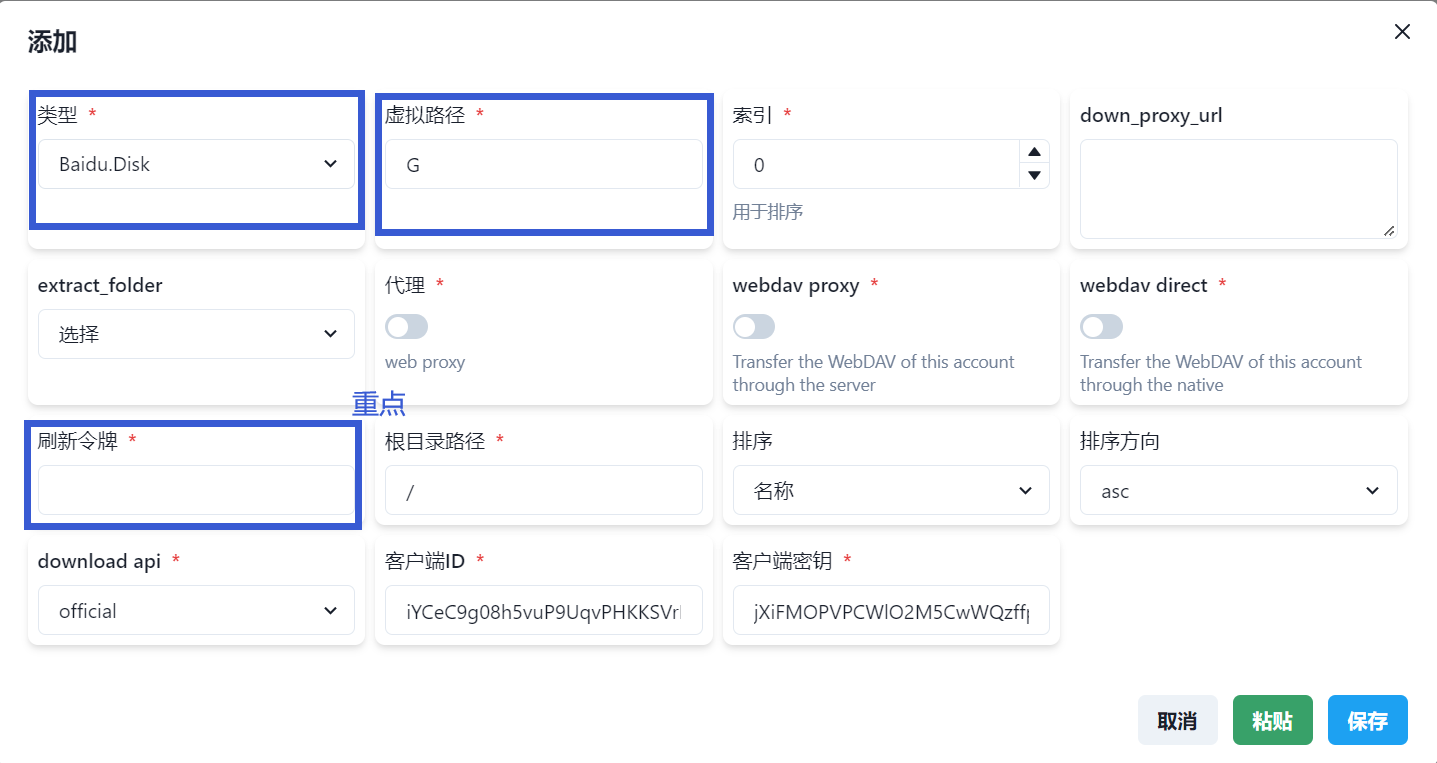 添加
类型 *
虚拟路径 *
索引 *
down_proxy_url
Baidu.Disk
G
0
用于排序
extract_folder
代理 *
webdav proxy *
webdav direct *
选择
web proxy
Transfer the WebDAV of this account
through the server
Transfer the WebDAV of this account
through the native
重点
刷新令牌 *
根目录路径 *
排序
排序方向
/
名称
asc
download api *
客户端ID *
客户端密钥 *
official
iYCeC9g08h5vuP9UqvPHKKSVrI
jXiFMOPVPCWlO2M5CwWQzffp
取消
粘贴
保存